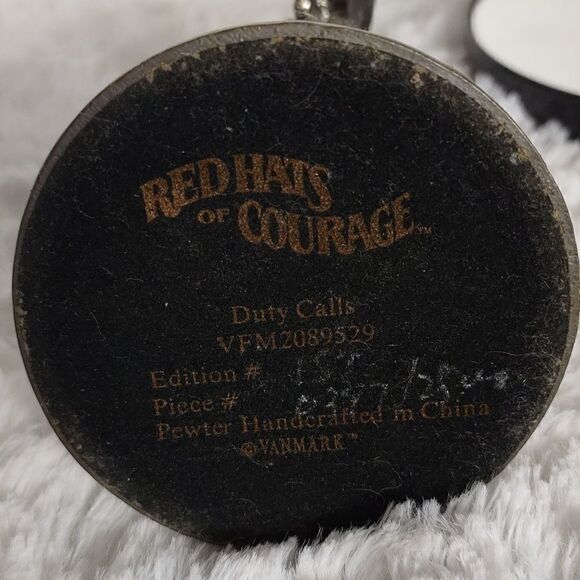 RED HATS
OF COURAGE™
Duty Calls
VFM2089529
Edition #
Piece #
Pewter Handcrafted in China
©VANMARK™